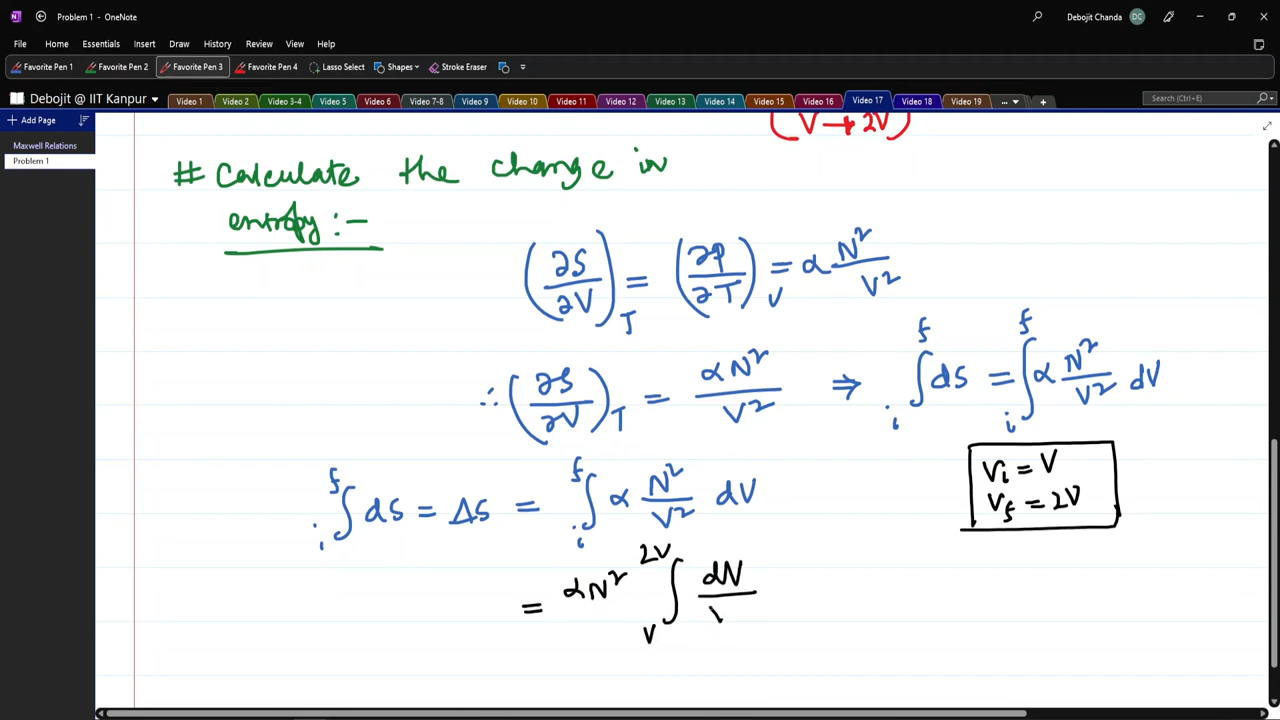 Problem 1 - OneNote
Debojit Chanda DC
File Home Essentials Insert Draw History Review View Help
Favorite Pen 1 Favorite Pen 2 Favorite Pen 3 Favorite Pen 4 Lasso Select Shapes Stroke Eraser
Debojit @ IIT Kanpur Video 1 Video 2 Video 3-4 Video 5 Video 6 Video 7-8 Video 9 Video 10 Video 11 Video 12 Video 13 Video 14 Video 15 Video 16 Video 17 Video 18 Video 19 ... + Search (Ctrl+E)
+ Add Page
Maxwell Relations
Problem 1
(V → 2V)
# Calculate the change in
entropy :-
(∂S/∂V)_T = (∂P/∂T)_V = α N²/V²
∴ (∂S/∂V)_T = αN²/V² ⇒ ∫_i^f dS = ∫_i^f α N²/V² dV
V_i = V
V_f = 2V
∫_i^f dS = ΔS = ∫_i^f α N²/V² dV
= αN² ∫_V^2V dV/